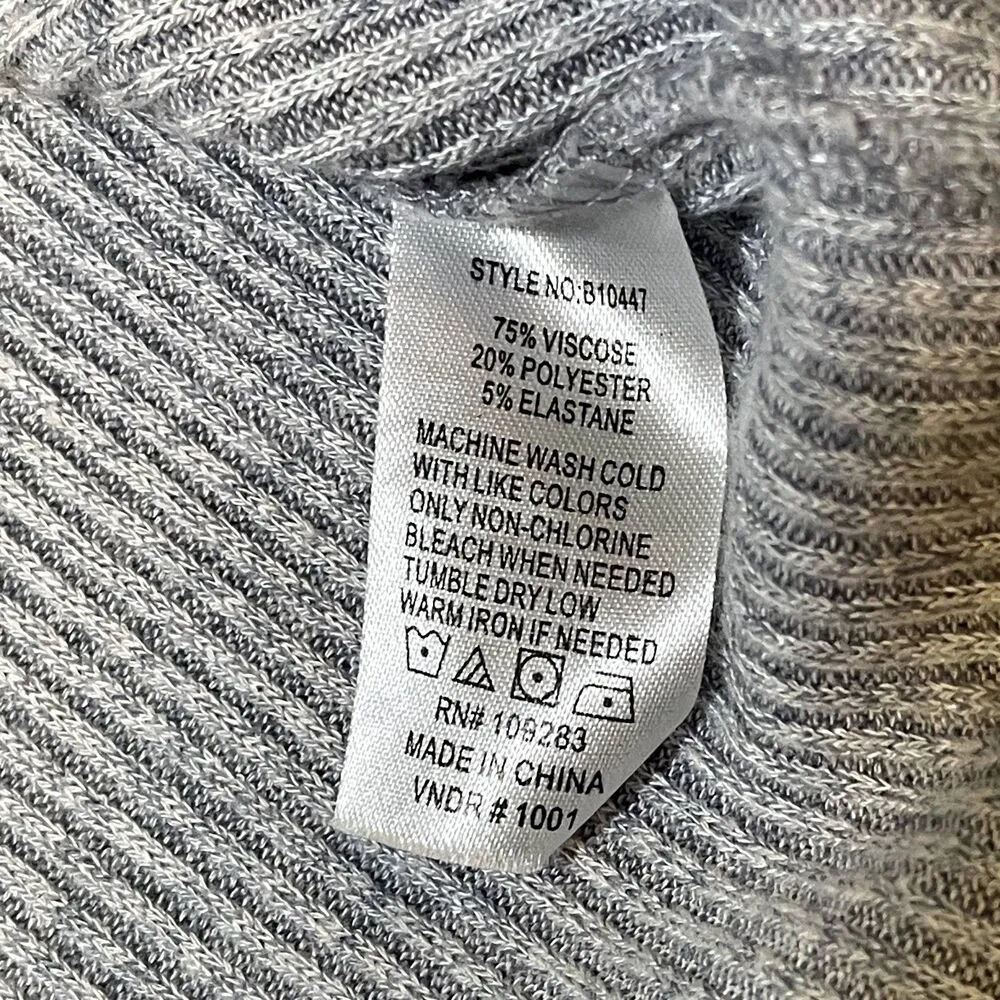 STYLE NO:B10447
75% VISCOSE
20% POLYESTER
5% ELASTANE
MACHINE WASH COLD
WITH LIKE COLORS
ONLY NON-CHLORINE
BLEACH WHEN NEEDED
TUMBLE DRY LOW
WARM IRON IF NEEDED
RN# 109283
MADE IN CHINA
VNDR # 1001